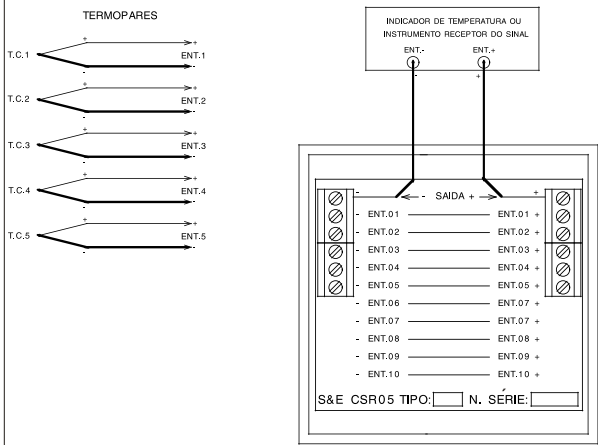 TERMOPARES
T.C.1 + - + ENT.1 -
T.C.2 + - + ENT.2 -
T.C.3 + - + ENT.3 -
T.C.4 + - + ENT.4 -
T.C.5 + - + ENT.5 -
INDICADOR DE TEMPERATURA OU
INSTRUMENTO RECEPTOR DO SINAL
ENT.- ENT.+
- +
- - SAIDA + +
- ENT.01 ENT.01 +
- ENT.02 ENT.02 +
- ENT.03 ENT.03 +
- ENT.04 ENT.04 +
- ENT.05 ENT.05 +
- ENT.06 ENT.07 +
- ENT.07 ENT.07 +
- ENT.08 ENT.08 +
- ENT.09 ENT.09 +
- ENT.10 ENT.10 +
S&E CSR05 TIPO: N. SÉRIE: